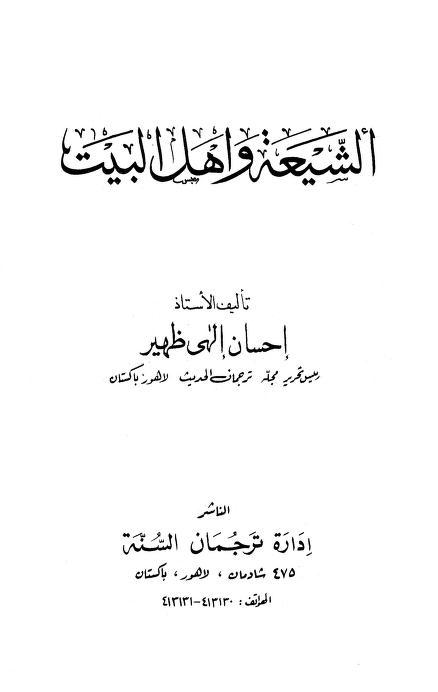 الشيعة وأهل البيت
تأليف الأستاذ
إحسان إلهى ظهير
رئيس تحرير مجلة ترجمان الحديث لاهور باكستان
الناشر
إدارة ترجمان السنة
٤٧٥ شادمان ، لاهور ، باكستان
الهاتف : ٤١٣١٣٠-٤١٣١٣١